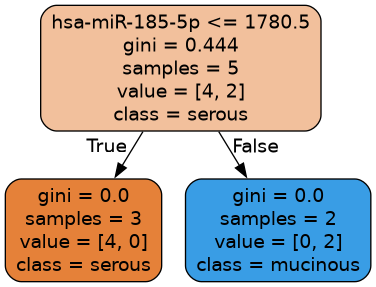 hsa-miR-185-5p <= 1780.5
gini = 0.444
samples = 5
value = [4, 2]
class = serous
True
False
gini = 0.0
samples = 3
value = [4, 0]
class = serous
gini = 0.0
samples = 2
value = [0, 2]
class = mucinous